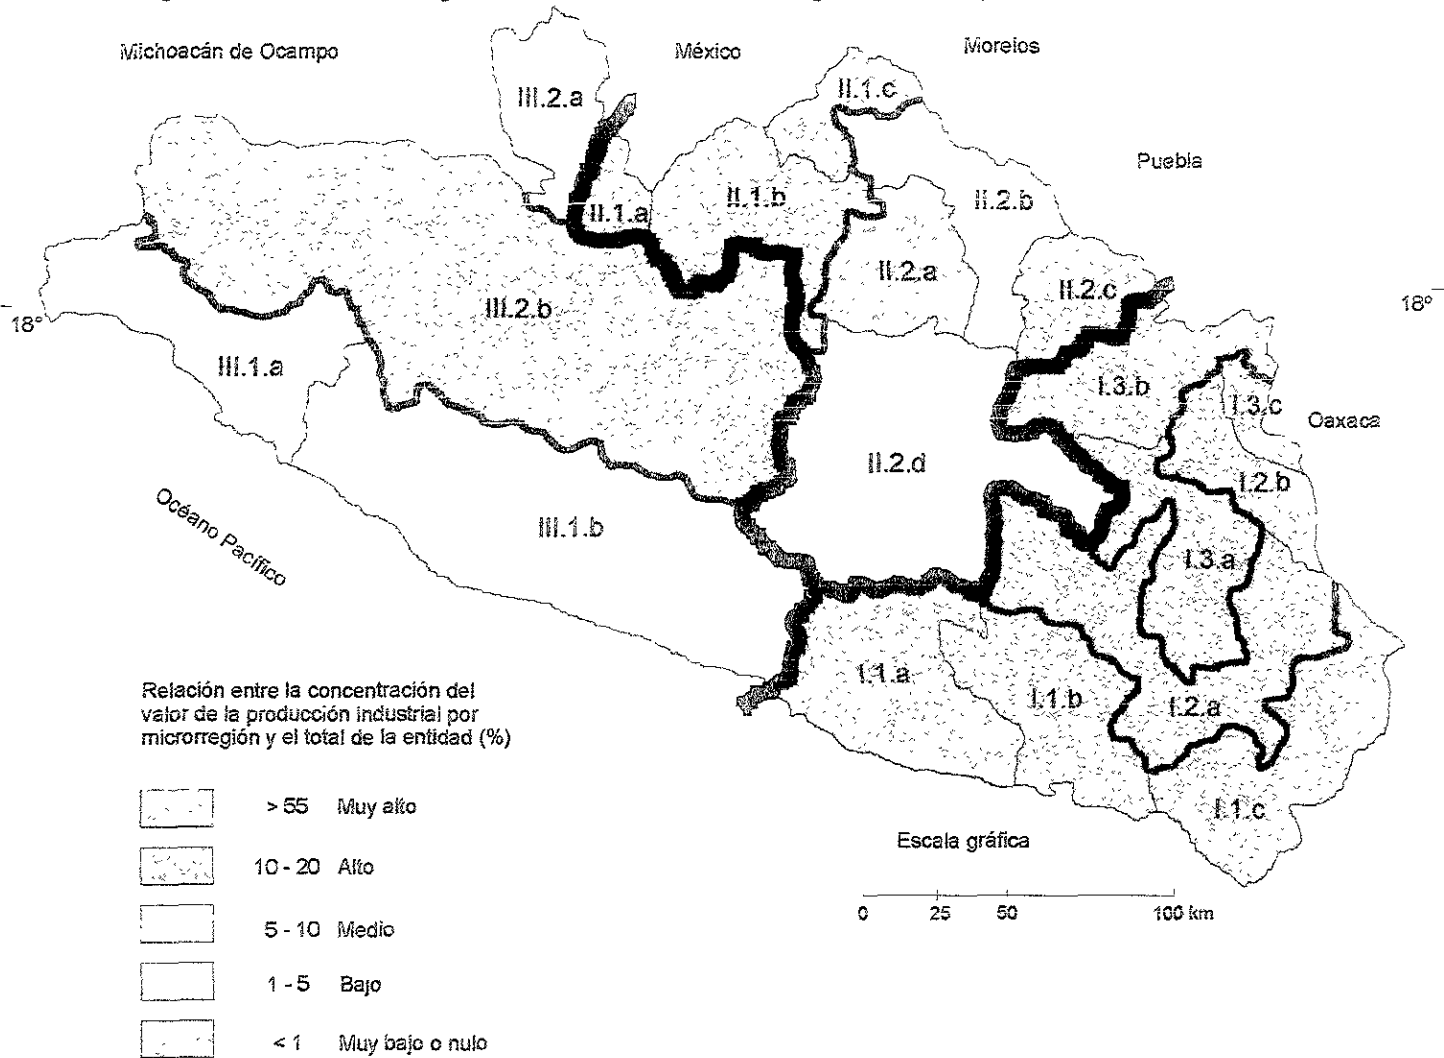 Michoacán de Ocampo
México
Morelos
III.2.a
II.1.c
Puebla
II.1.a
II.1.b
II.2.b
II.2.a
II.2.c
18°
18°
III.2.b
III.1.a
I.3.b
I.3.c
Oaxaca
II.2.d
I.2.b
Océano Pacífico
III.1.b
I.3.a
I.1.a
I.1.b
I.2.a
I.1.c
Relación entre la concentración del
valor de la producción industrial por
microrregión y el total de la entidad (%)
> 55 Muy alto
10 - 20 Alto
5 - 10 Medio
1 - 5 Bajo
< 1 Muy bajo o nulo
Escala gráfica
0 25 50 100 km